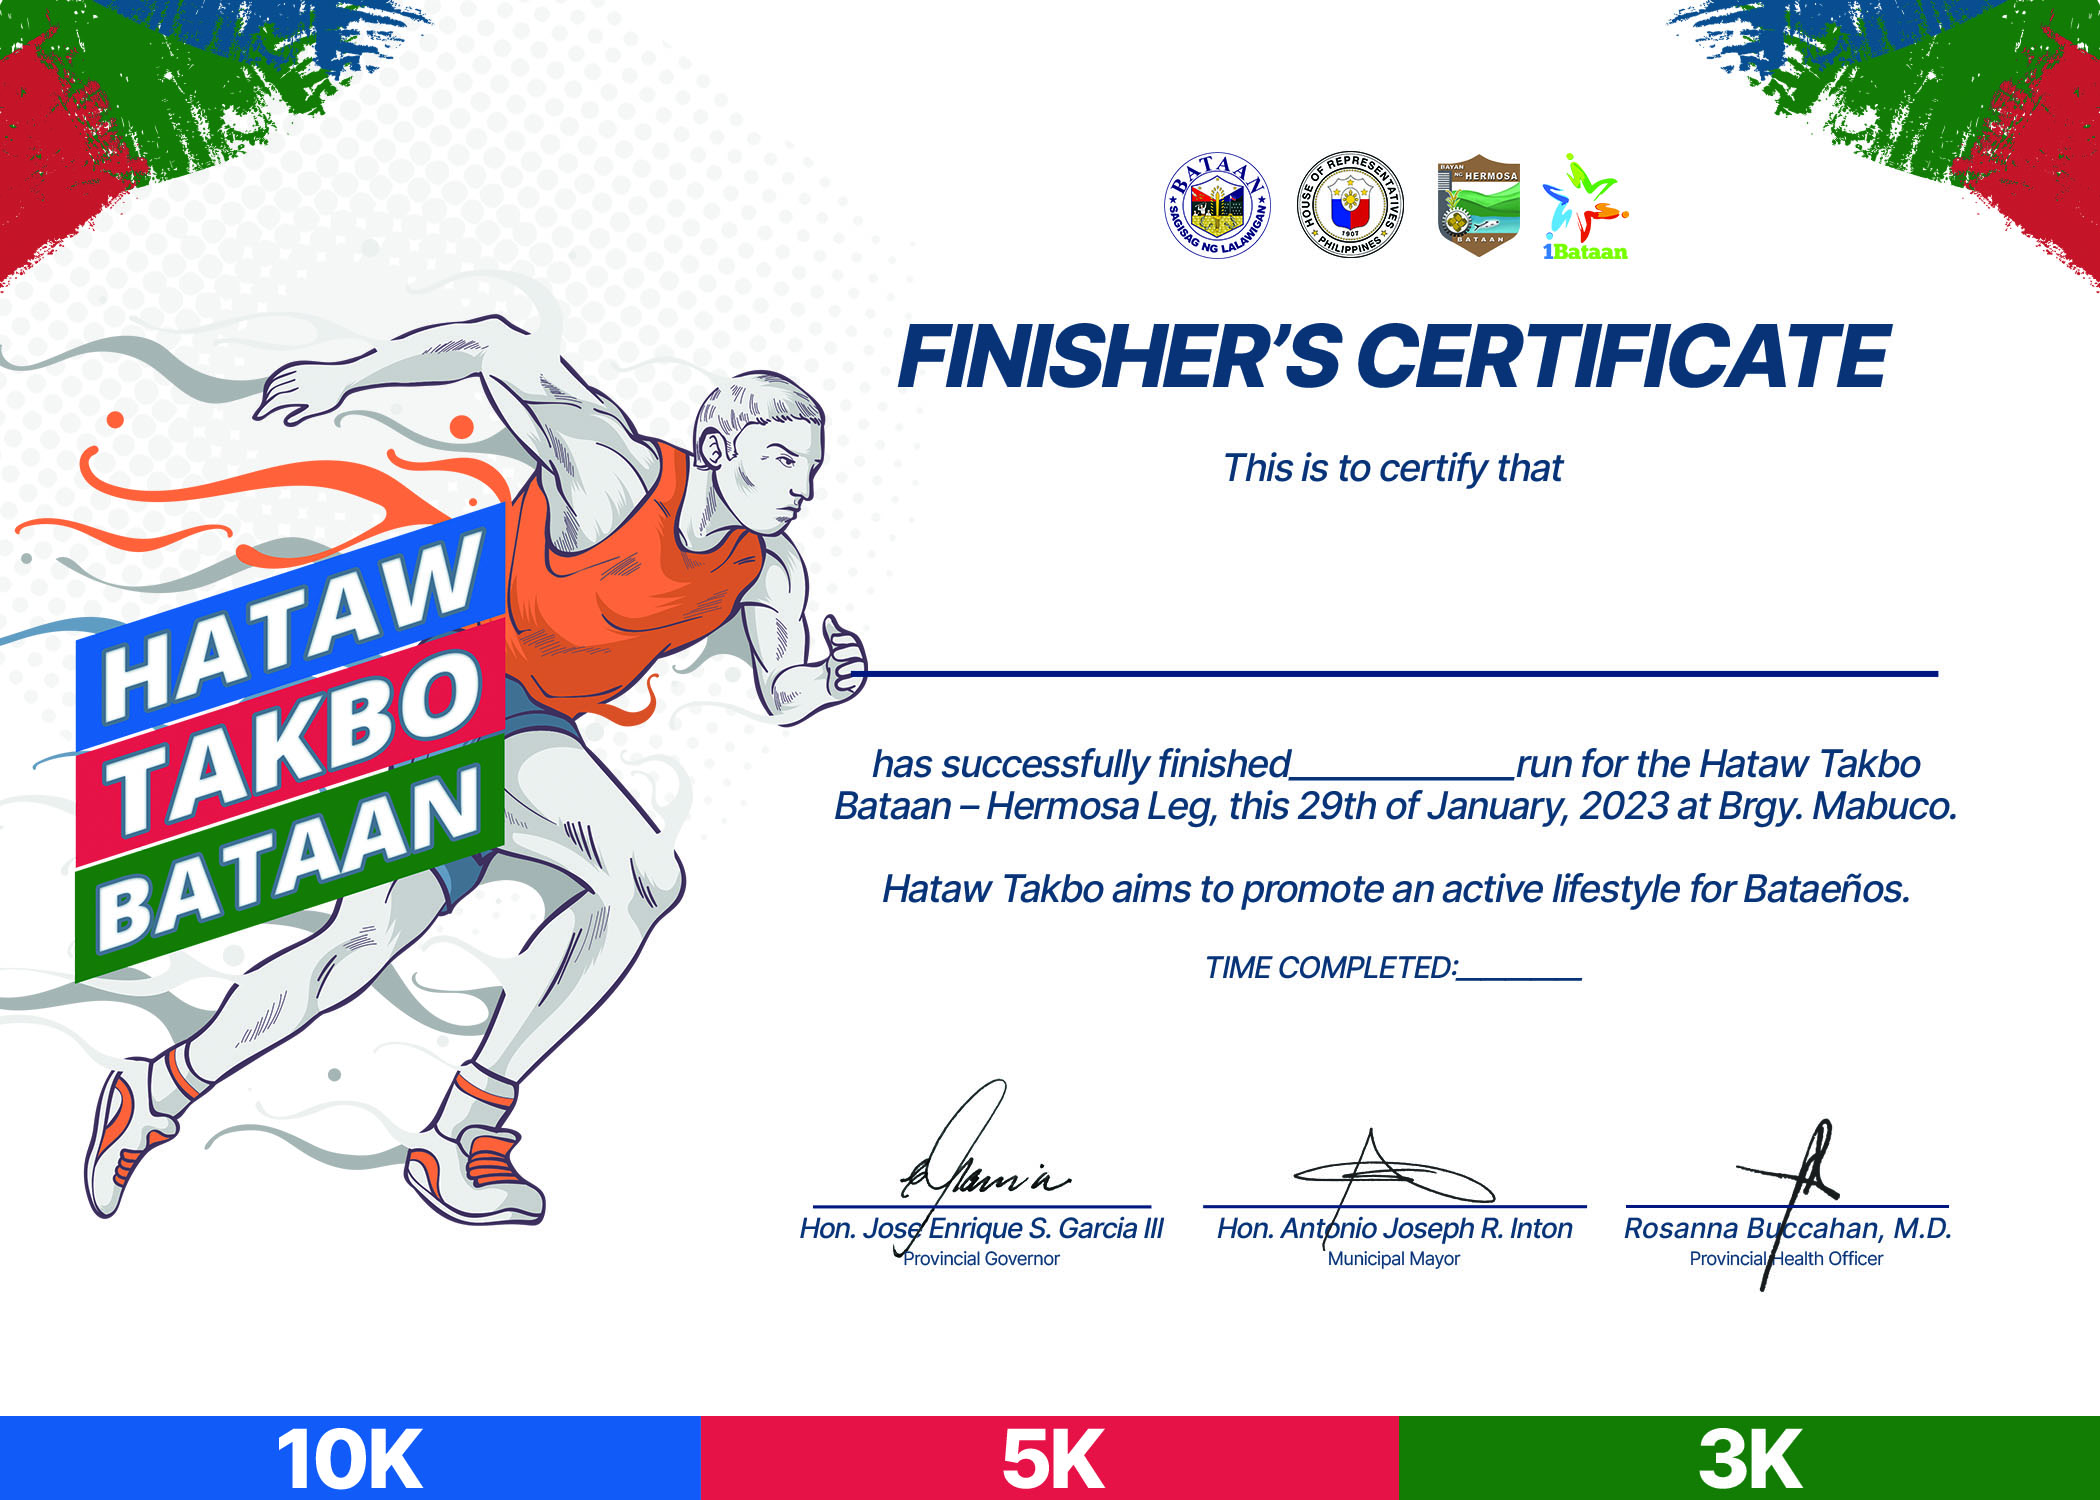 BATAAN
SAGISAG NG LALAWIGAN
HOUSE OF REPRESENTATIVES
1907
PHILIPPINES
BAYAN
NG HERMOSA
BATAAN
1Bataan
FINISHER'S CERTIFICATE
This is to certify that
HATAW
TAKBO
BATAAN
has successfully finished____________run for the Hataw Takbo
Bataan – Hermosa Leg, this 29th of January, 2023 at Brgy. Mabuco.
Hataw Takbo aims to promote an active lifestyle for Bataeños.
TIME COMPLETED:________
Hon. Jose Enrique S. Garcia III
Provincial Governor
Hon. Antonio Joseph R. Inton
Municipal Mayor
Rosanna Buccahan, M.D.
Provincial Health Officer
10K
5K
3K